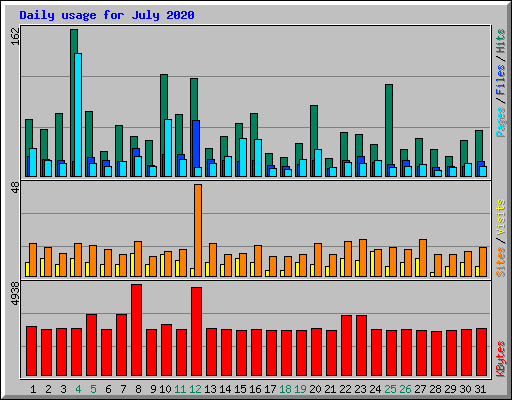 Daily usage for July 2020
162
48
4938
Pages / Files / Hits
Sites / Visits
KBytes
1 2 3 4 5 6 7 8 9 10 11 12 13 14 15 16 17 18 19 20 21 22 23 24 25 26 27 28 29 30 31